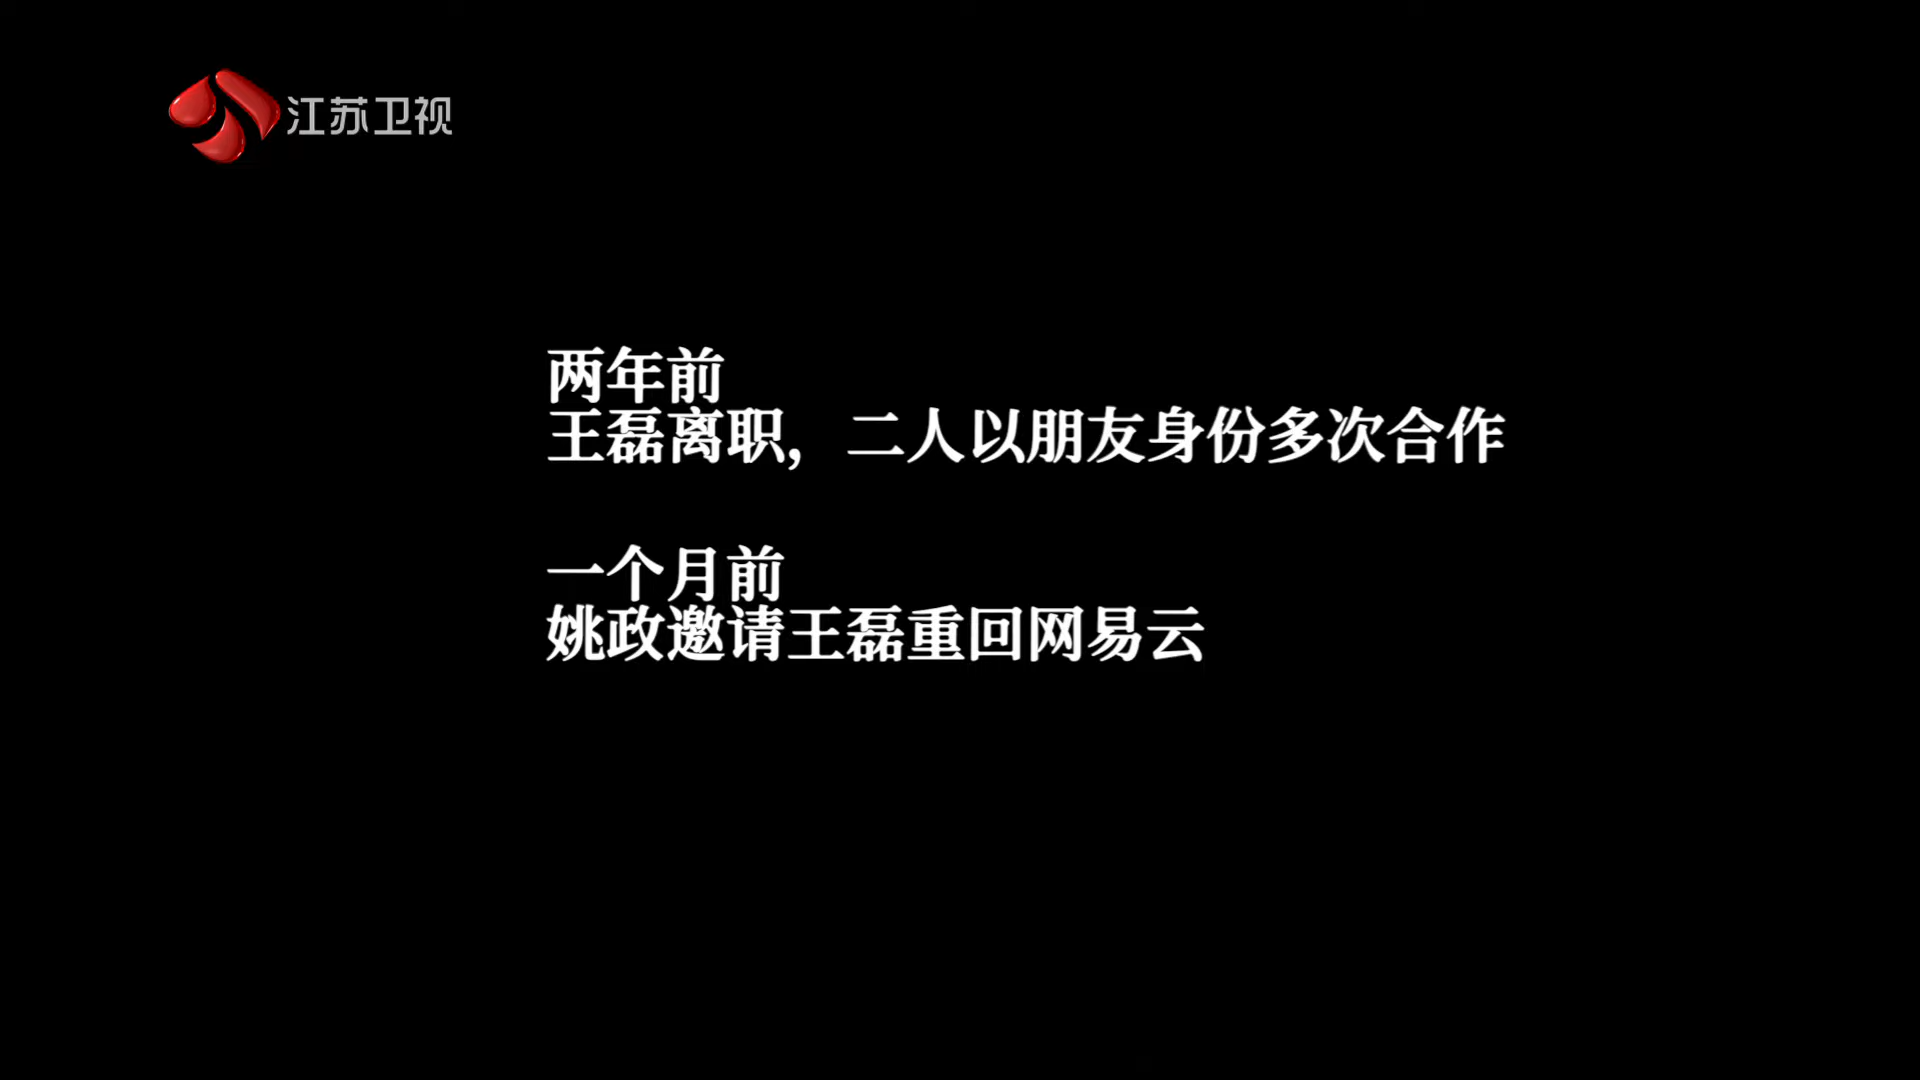 江苏卫视
两年前
王磊离职，二人以朋友身份多次合作
一个月前
姚政邀请王磊重回网易云